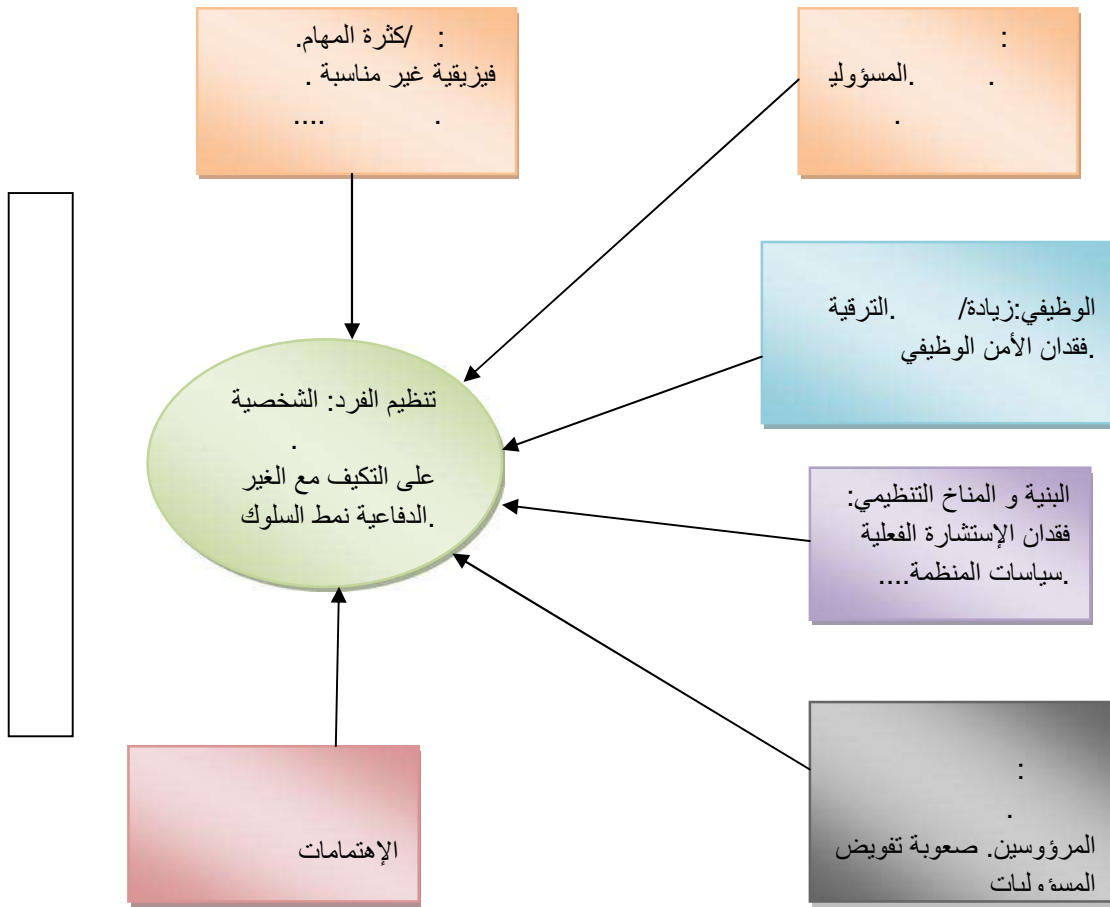 : /كثرة المهام.
فيزيقية غير مناسبة .
. ....
:
. .المسؤولي
.
الوظيفي:زيادة/ .الترقية
.فقدان الأمن الوظيفي
تنظيم الفرد: الشخصية
.
على التكيف مع الغير
.الدفاعية نمط السلوك
البنية و المناخ التنظيمي:
فقدان الإستشارة الفعلية
.سياسات المنظمة....
:
.
المرؤوسين. صعوبة تفويض
المسؤوليات
الإهتمامات